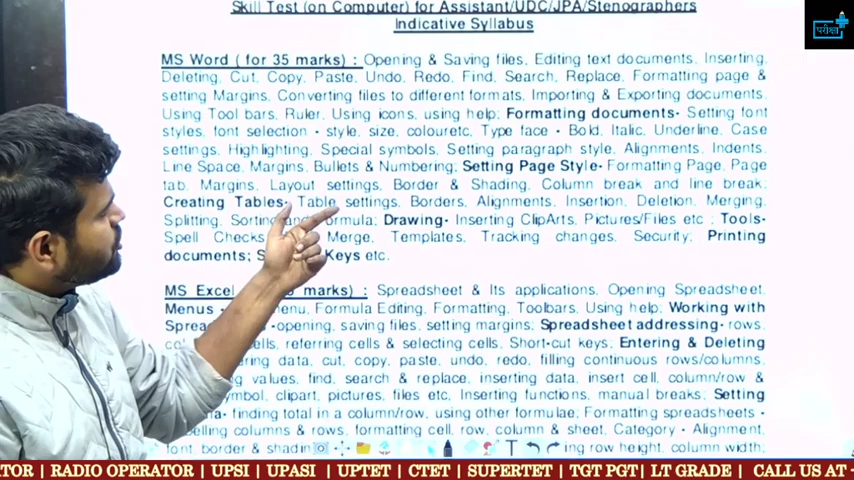 Skill Test (on Computer) for Assistant/UDC/JPA/Stenographers
Indicative Syllabus
परीक्षा
MS Word ( for 35 marks) : Opening & Saving files, Editing text documents, Inserting,
Deleting, Cut, Copy, Paste, Undo, Redo, Find, Search, Replace, Formatting page &
setting Margins, Converting files to different formats, Importing & Exporting documents,
Using Tool bars, Ruler, Using icons, using help; Formatting documents- Setting font
styles, font selection - style, size, colouretc, Type face - Bold, Italic, Underline, Case
settings, Highlighting, Special symbols, Setting paragraph style, Alignments, Indents,
Line Space, Margins, Bullets & Numbering; Setting Page Style- Formatting Page, Page
tab, Margins, Layout settings, Border & Shading, Column break and line break;
Creating Tables- Table settings, Borders, Alignments, Insertion, Deletion, Merging,
Splitting, Sorting and Formula; Drawing- Inserting ClipArts, Pictures/Files etc.; Tools-
Spell Checks Merge, Templates, Tracking changes, Security; Printing
documents; Keys etc.
MS Excel marks) : Spreadsheet & Its applications, Opening Spreadsheet,
Menus - menu, Formula Editing, Formatting, Toolbars, Using help; Working with
-opening, saving files, setting margins; Spreadsheet addressing- rows,
cells, referring cells & selecting cells, Short-cut keys; Entering & Deleting
data, cut, copy, paste, undo, redo, filling continuous rows/columns,
values, find, search & replace, inserting data, insert cell, column/row &
symbol, clipart, pictures, files etc, Inserting functions, manual breaks; Setting
finding total in a column/row, using other formulae; Formatting spreadsheets -
columns & rows, formatting cell, row, column & sheet, Category - Alignment,
font border & row height, column width;
RADIO OPERATOR | UPSI | UPASI | UPTET | CTET | SUPERTET | TGT PGT | LT GRADE | CALL US AT -